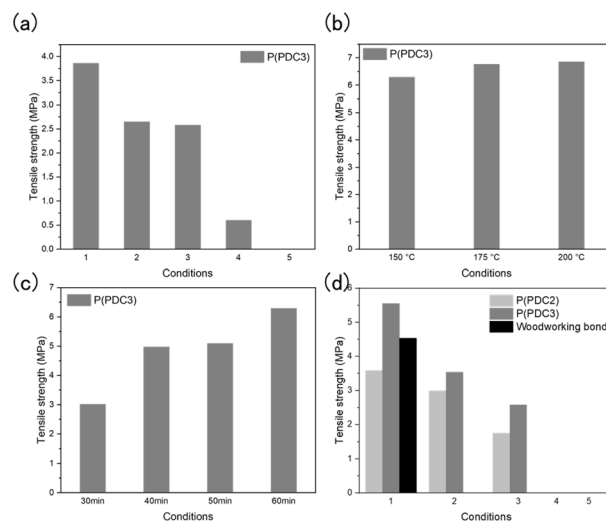 (a)
P(PDC3)
Tensile strength (MPa)
4.0
3.5
3.0
2.5
2.0
1.5
1.0
0.5
0.0
1 2 3 4 5
Conditions
(b)
P(PDC3)
Tensile strength (MPa)
7
6
5
4
3
2
1
0
150 °C 175 °C 200 °C
Conditions
(c)
P(PDC3)
Tensile strength (MPa)
7
6
5
4
3
2
1
0
30min 40min 50min 60min
Conditions
(d)
P(PDC2)
P(PDC3)
Woodworking bond
Tensile strength (MPa)
6
5
4
3
2
1
0
1 2 3 4 5
Conditions